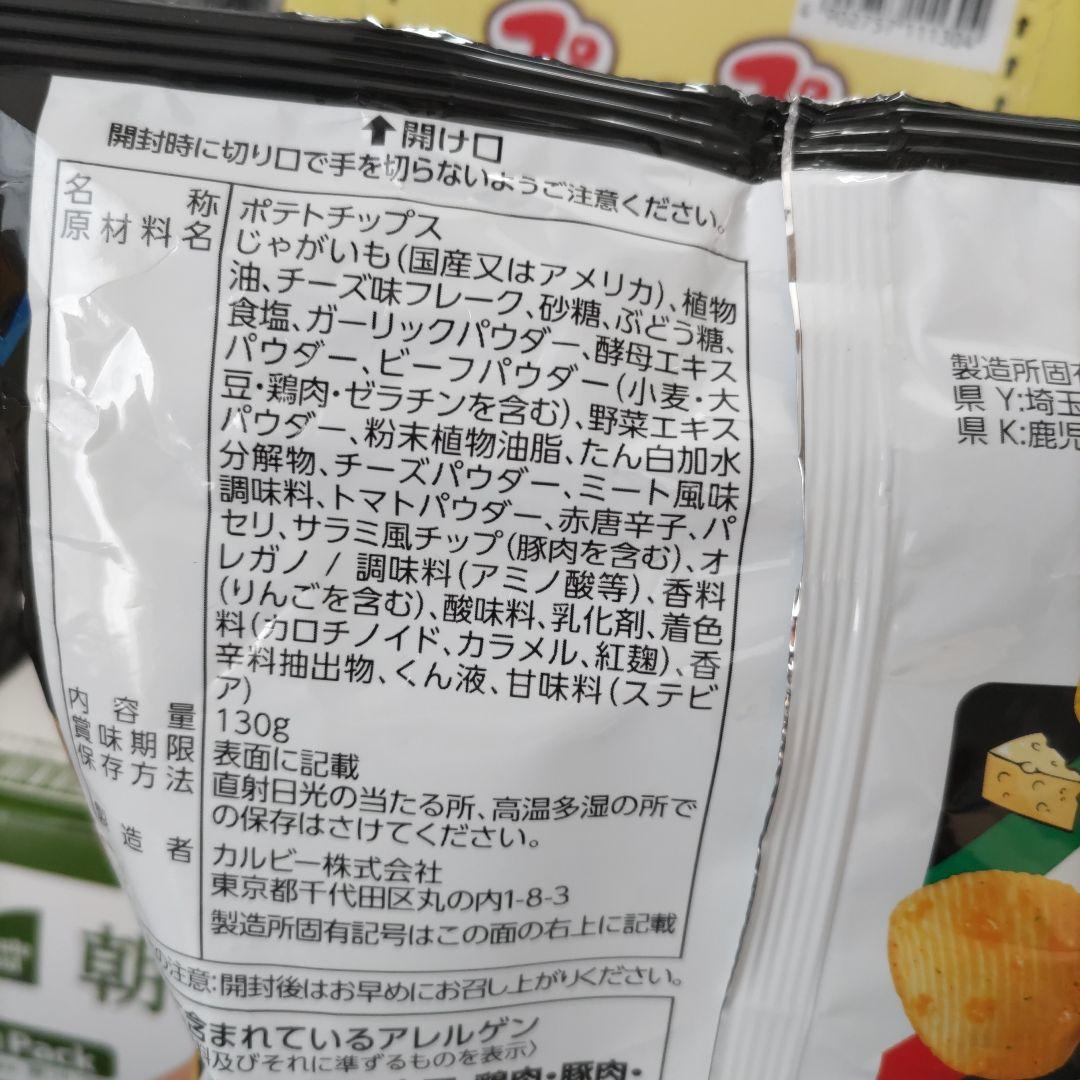 4902757111304
プ
プ
↑開け口
開封時に切り口で手を切らないようご注意ください。
名称 ポテトチップス
原材料名 じゃがいも(国産又はアメリカ)、植物
油、チーズ味フレーク、砂糖、ぶどう糖、
食塩、ガーリックパウダー、酵母エキス
パウダー、ビーフパウダー(小麦・大
豆・鶏肉・ゼラチンを含む)、野菜エキス
パウダー、粉末植物油脂、たん白加水
分解物、チーズパウダー、ミート風味
調味料、トマトパウダー、赤唐辛子、パ
セリ、サラミ風チップ(豚肉を含む)、オ
レガノ / 調味料(アミノ酸等)、香料
(りんごを含む)、酸味料、乳化剤、着色
料(カロチノイド、カラメル、紅麹)、香
辛料抽出物、くん液、甘味料(ステビ
ア)
内容量 130g
賞味期限 表面に記載
保存方法 直射日光の当たる所、高温多湿の所で
の保存はさけてください。
製造者 カルビー株式会社
東京都千代田区丸の内1-8-3
製造所固有記号はこの面の右上に記載
の注意:開封後はお早めにお召し上がりください。
含まれているアレルゲン
及びそれに準ずるものを表示〉
鶏肉・豚肉・
製造所固
県 Y:埼玉
県 K:鹿児
朝
Pack